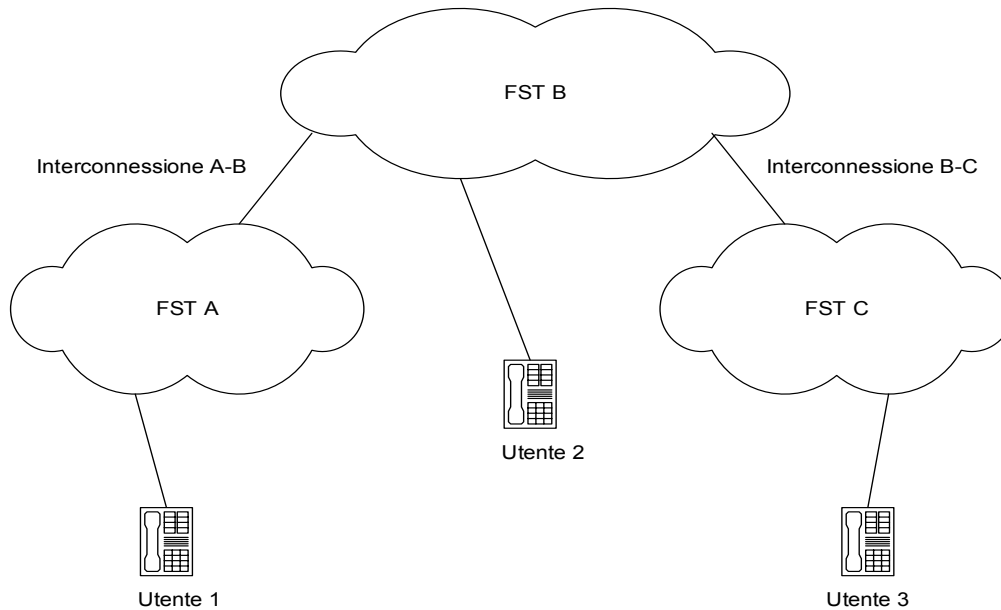 FST B
Interconnessione A-B
Interconnessione B-C
FST A
FST C
Utente 2
Utente 1
Utente 3